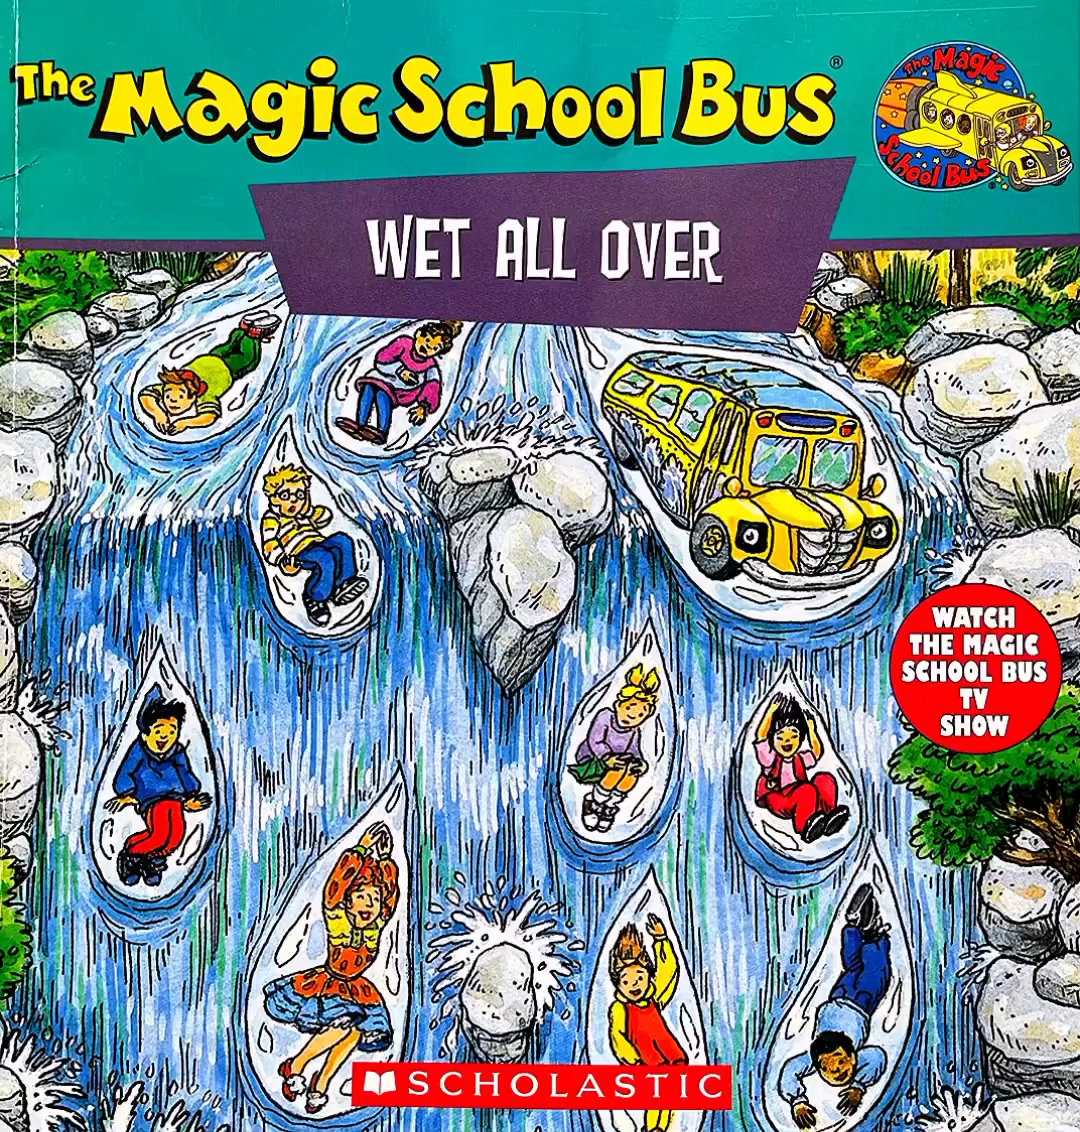 The Magic School Bus®
The Magic
School Bus®
WET ALL OVER
WATCH
THE MAGIC
SCHOOL BUS
TV
SHOW
SCHOLASTIC